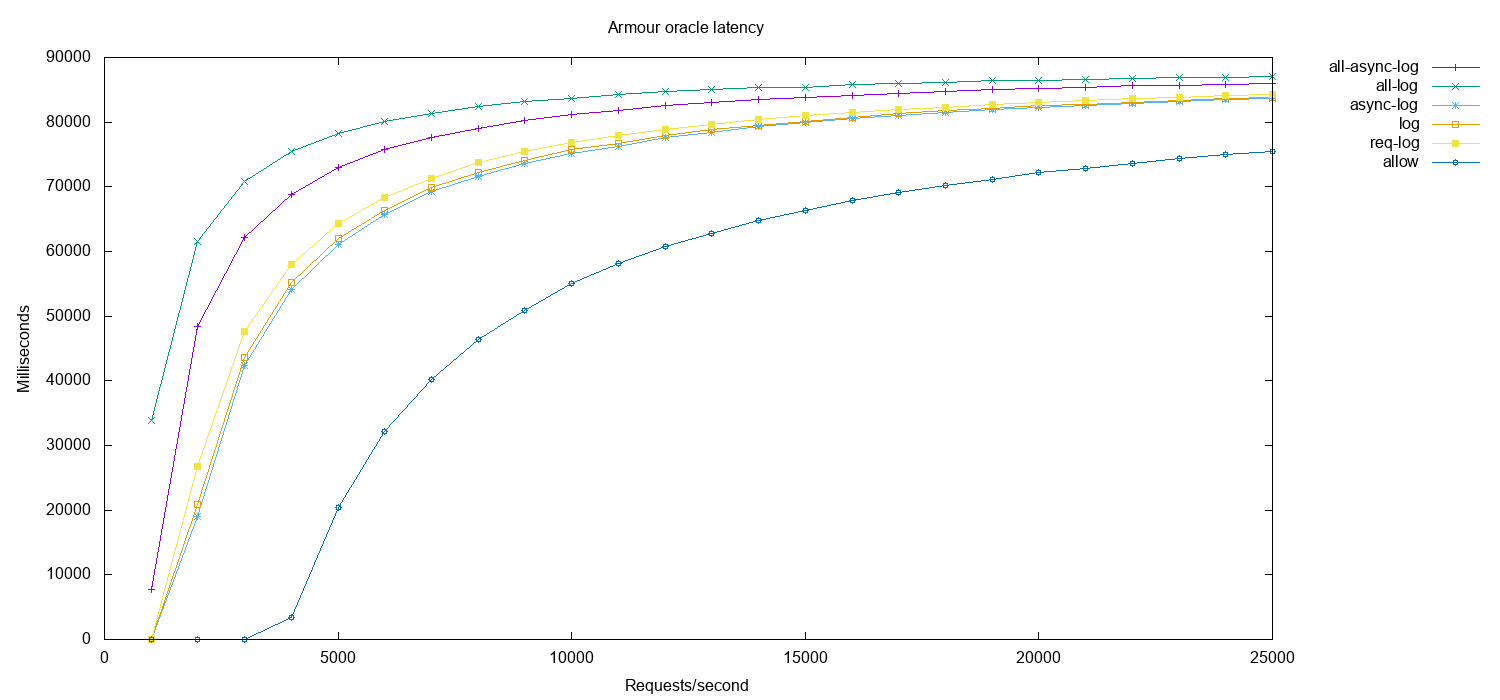 Armour oracle latency
90000
80000
70000
60000
50000
40000
30000
20000
10000
0
Milliseconds
0 5000 10000 15000 20000 25000
Requests/second
all-async-log
all-log
async-log
log
req-log
allow